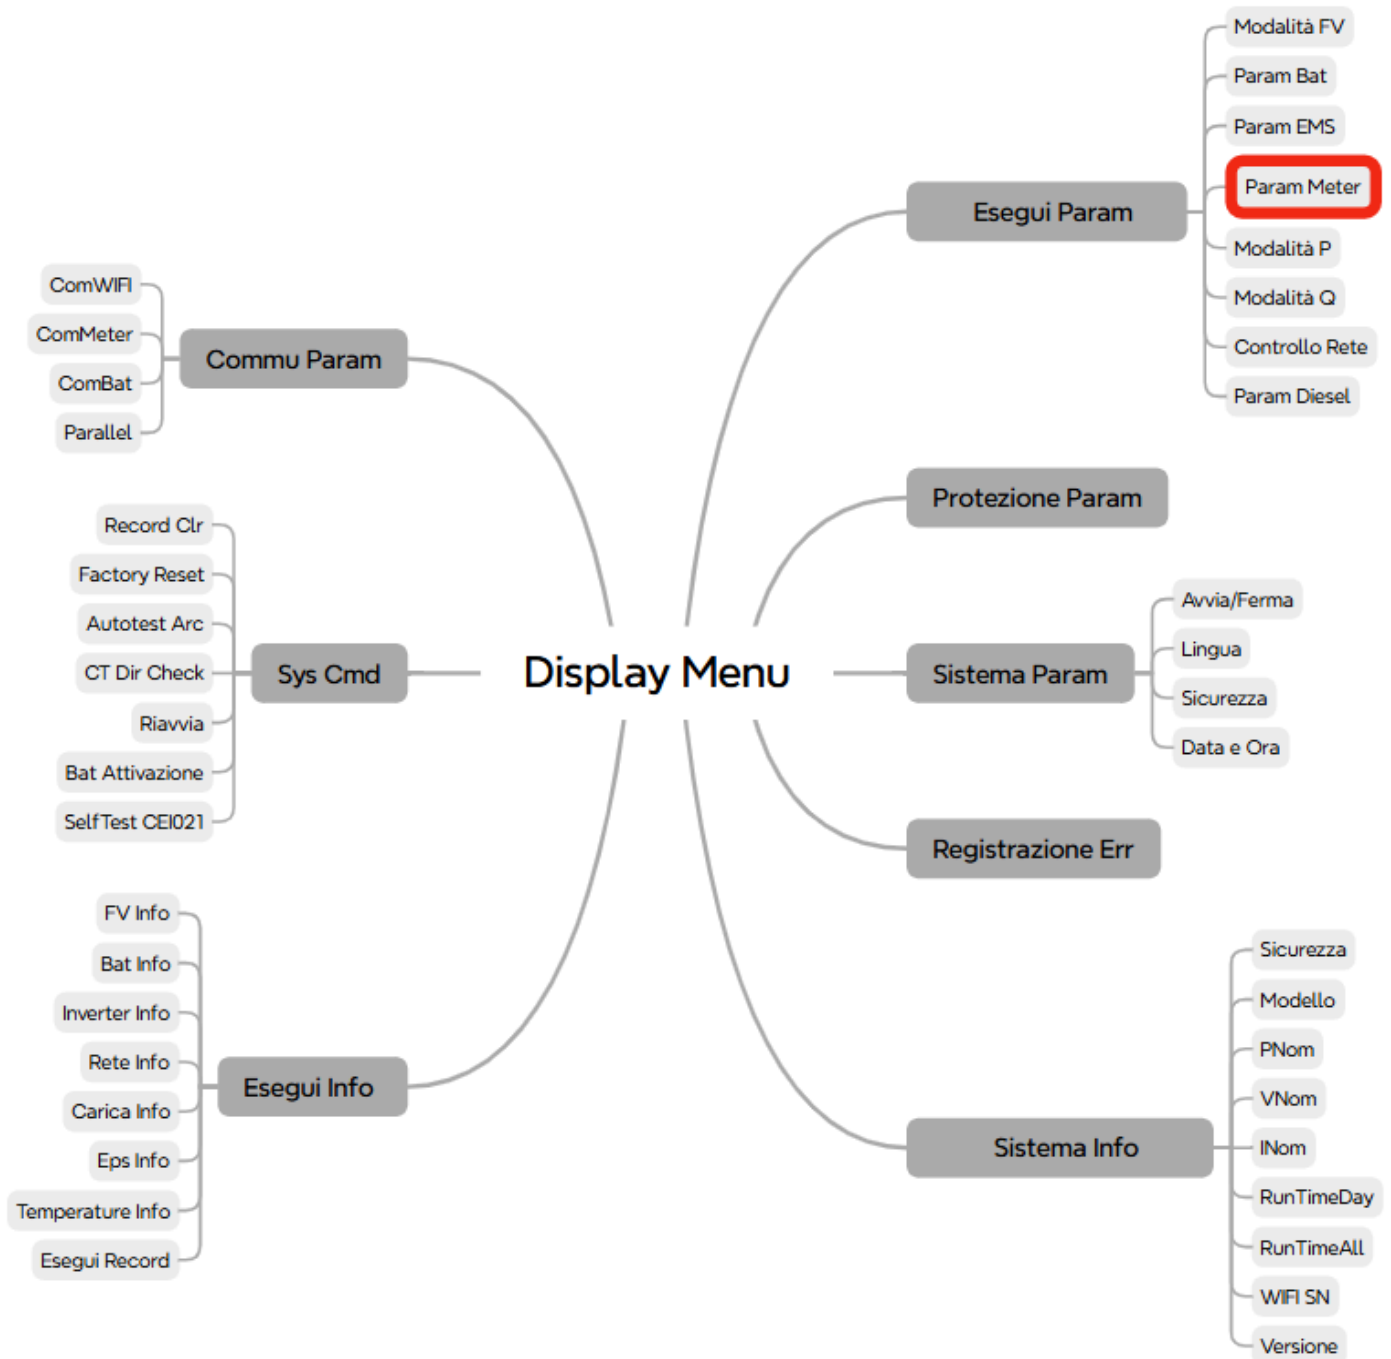 Display Menu
Commu Param
ComWIFI
ComMeter
ComBat
Parallel
Sys Cmd
Record Clr
Factory Reset
Autotest Arc
CT Dir Check
Riavvia
Bat Attivazione
SelfTest CEI021
Esegui Info
FV Info
Bat Info
Inverter Info
Rete Info
Carica Info
Eps Info
Temperature Info
Esegui Record
Esegui Param
Modalità FV
Param Bat
Param EMS
Param Meter
Modalità P
Modalità Q
Controllo Rete
Param Diesel
Protezione Param
Sistema Param
Avvia/Ferma
Lingua
Sicurezza
Data e Ora
Registrazione Err
Sistema Info
Sicurezza
Modello
PNom
VNom
INom
RunTimeDay
RunTimeAll
WIFI SN
Versione